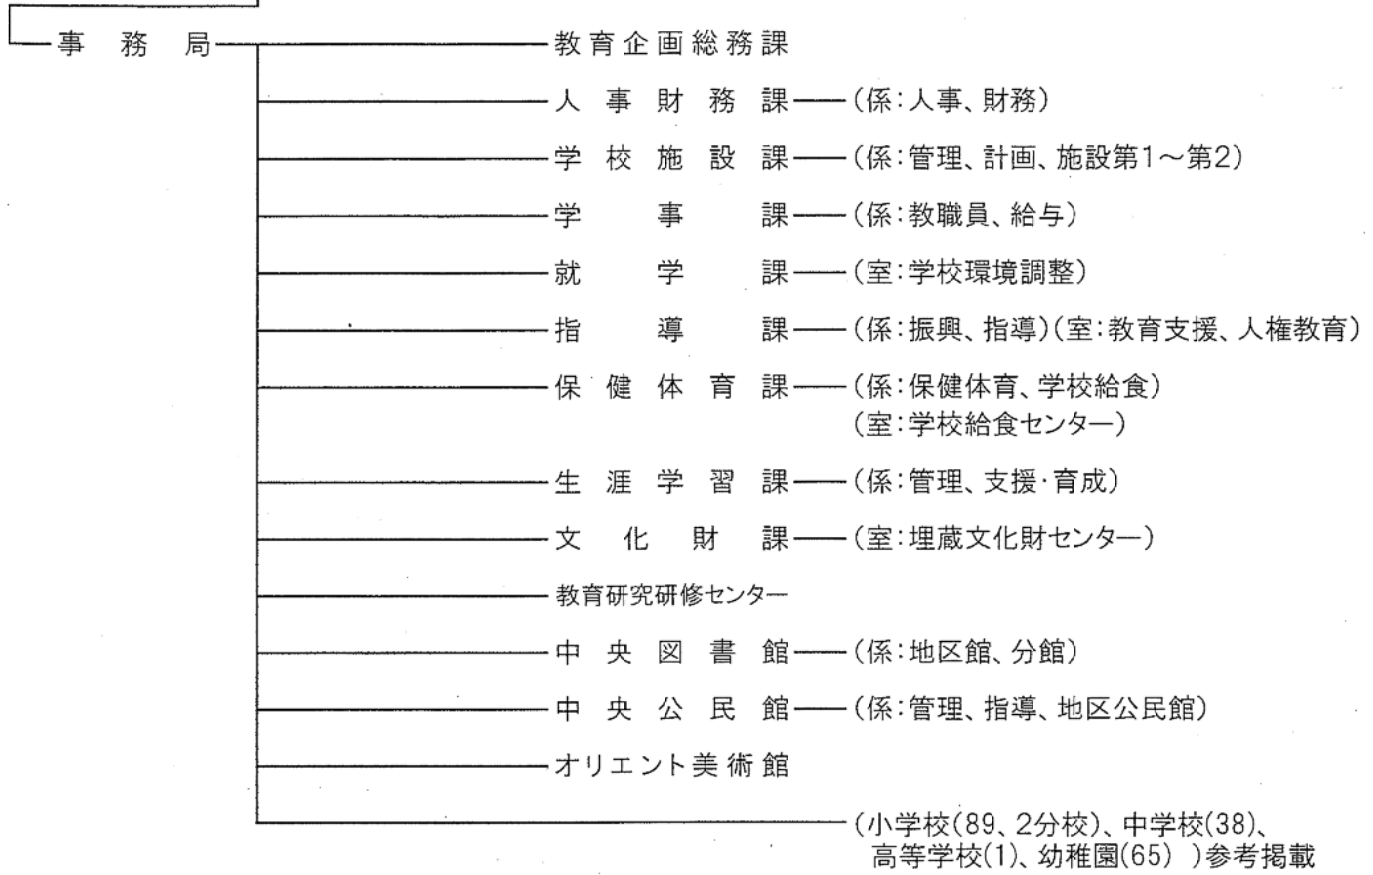 事務局 教育企画総務課
人事財務課 (係:人事、財務)
学校施設課 (係:管理、計画、施設第1〜第2)
学事課 (係:教職員、給与)
就学課 (室:学校環境調整)
指導課 (係:振興、指導)(室:教育支援、人権教育)
保健体育課 (係:保健体育、学校給食)
(室:学校給食センター)
生涯学習課 (係:管理、支援・育成)
文化財課 (室:埋蔵文化財センター)
教育研究研修センター
中央図書館 (係:地区館、分館)
中央公民館 (係:管理、指導、地区公民館)
オリエント美術館
(小学校(89、2分校)、中学校(38)、
高等学校(1)、幼稚園(65) )参考掲載